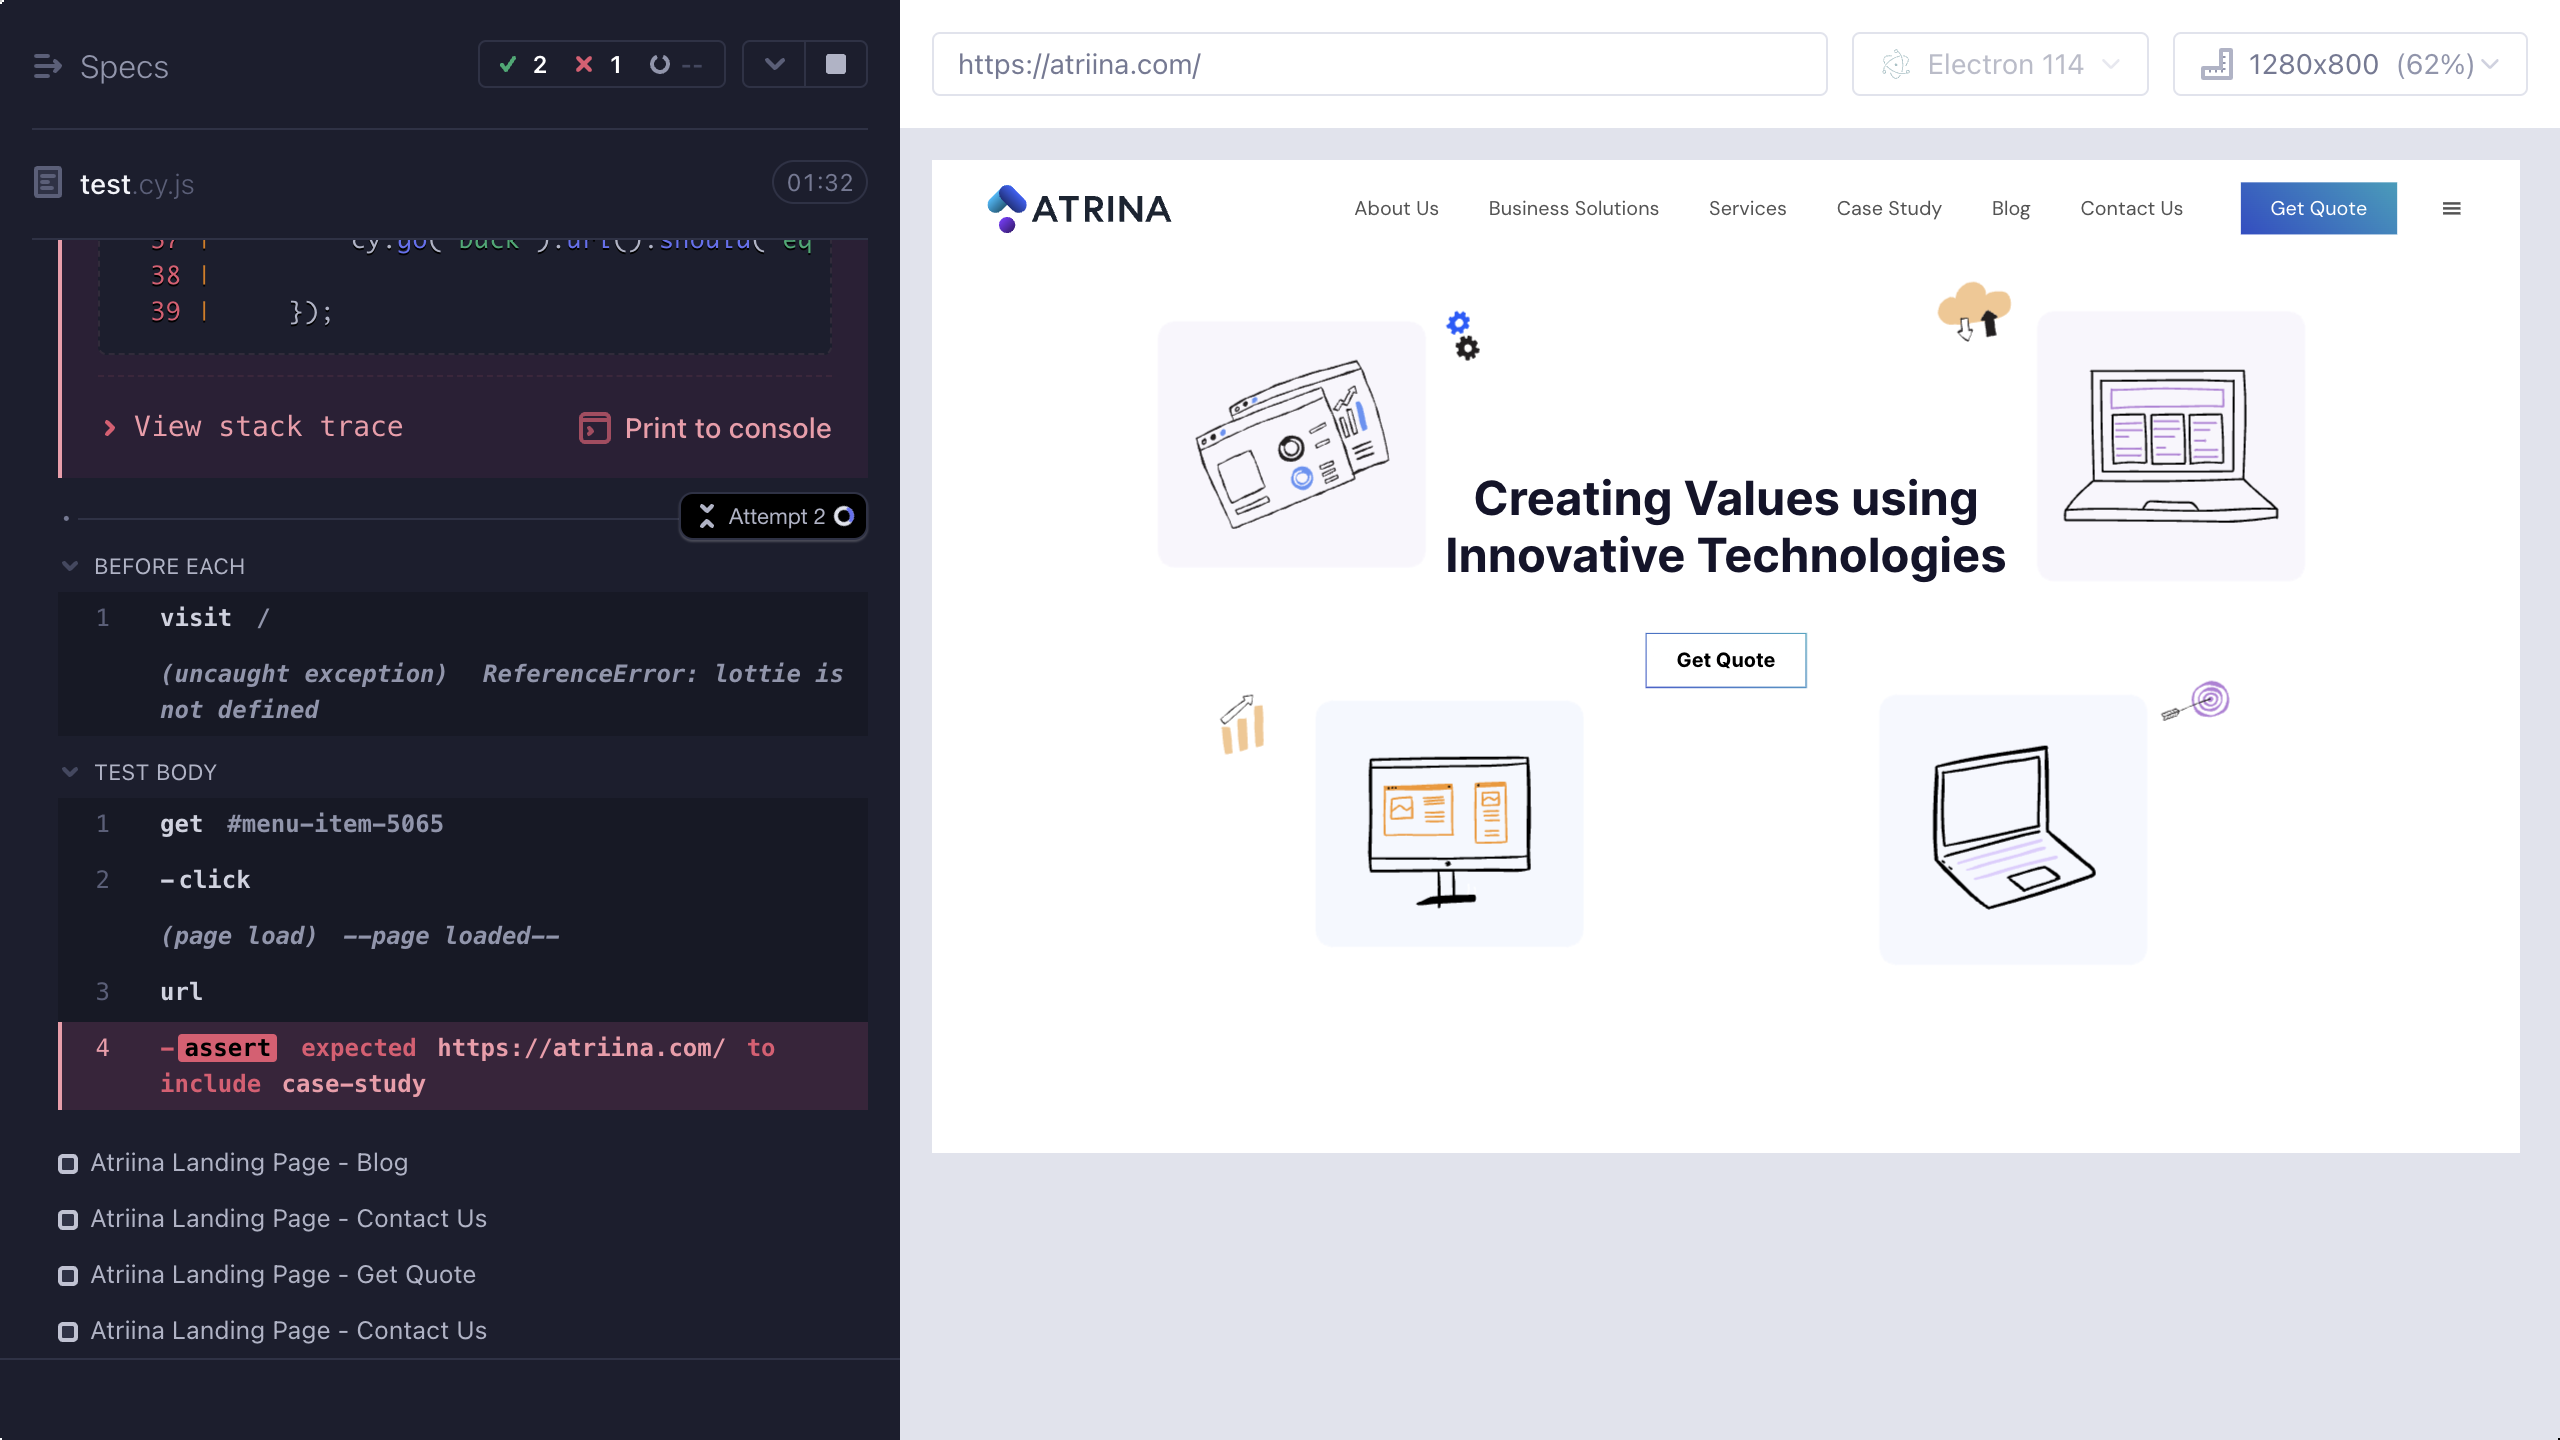 Specs
2 1 --
test.cy.js
01:32
37 | cy.go("back").url().should("eq
38 |
39 | });
View stack trace
Print to console
Attempt 2
BEFORE EACH
1 visit /
(uncaught exception) ReferenceError: lottie is
not defined
TEST BODY
1 get #menu-item-5065
2 -click
(page load) --page loaded--
3 url
4 -assert expected https://atriina.com/ to
include case-study
Atriina Landing Page - Blog
Atriina Landing Page - Contact Us
Atriina Landing Page - Get Quote
Atriina Landing Page - Contact Us
https://atriina.com/
Electron 114
1280x800 (62%)
ATRINA
About Us
Business Solutions
Services
Case Study
Blog
Contact Us
Get Quote
Creating Values using
Innovative Technologies
Get Quote